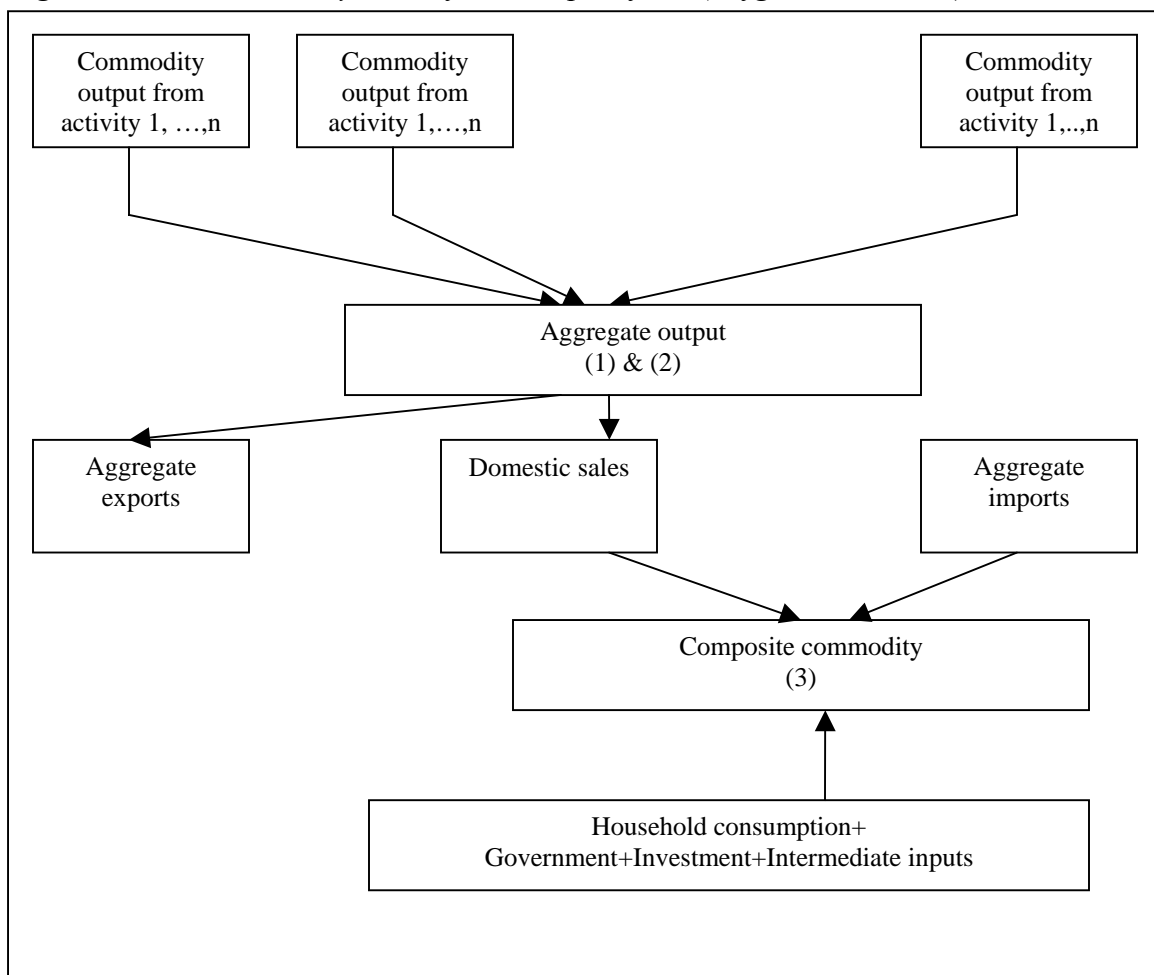 Commodity
output from
activity 1, …,n
Commodity
output from
activity 1,…,n
Commodity
output from
activity 1,..,n
Aggregate output
(1) & (2)
Aggregate
exports
Domestic sales
Aggregate
imports
Composite commodity
(3)
Household consumption+
Government+Investment+Intermediate inputs